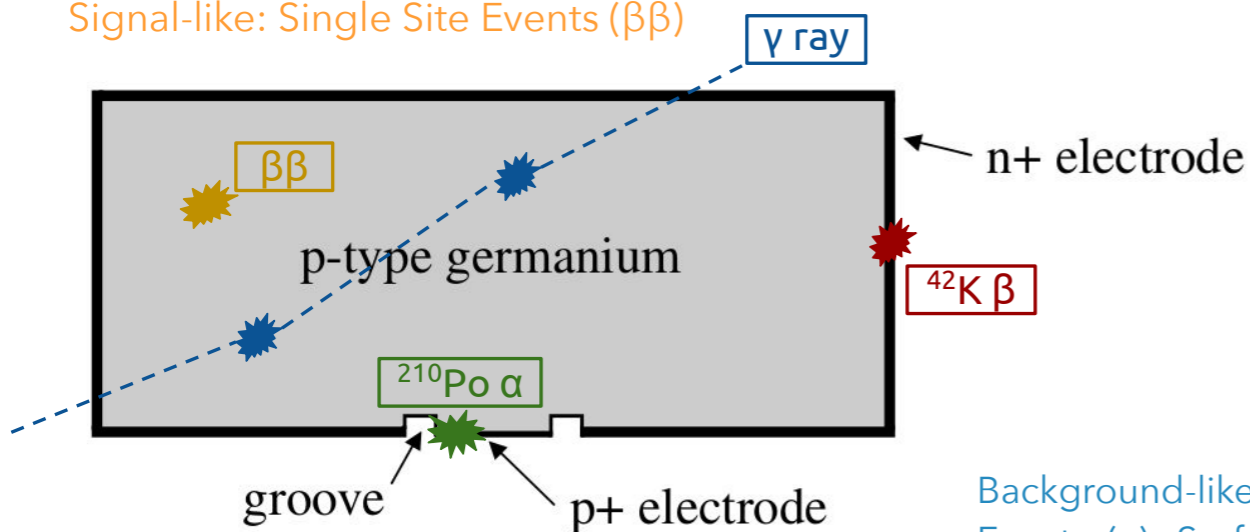 Signal-like: Single Site Events (ββ)
γ ray
n+ electrode
ββ
p-type germanium
⁴²K β
²¹⁰Po α
groove
p+ electrode
Background-like